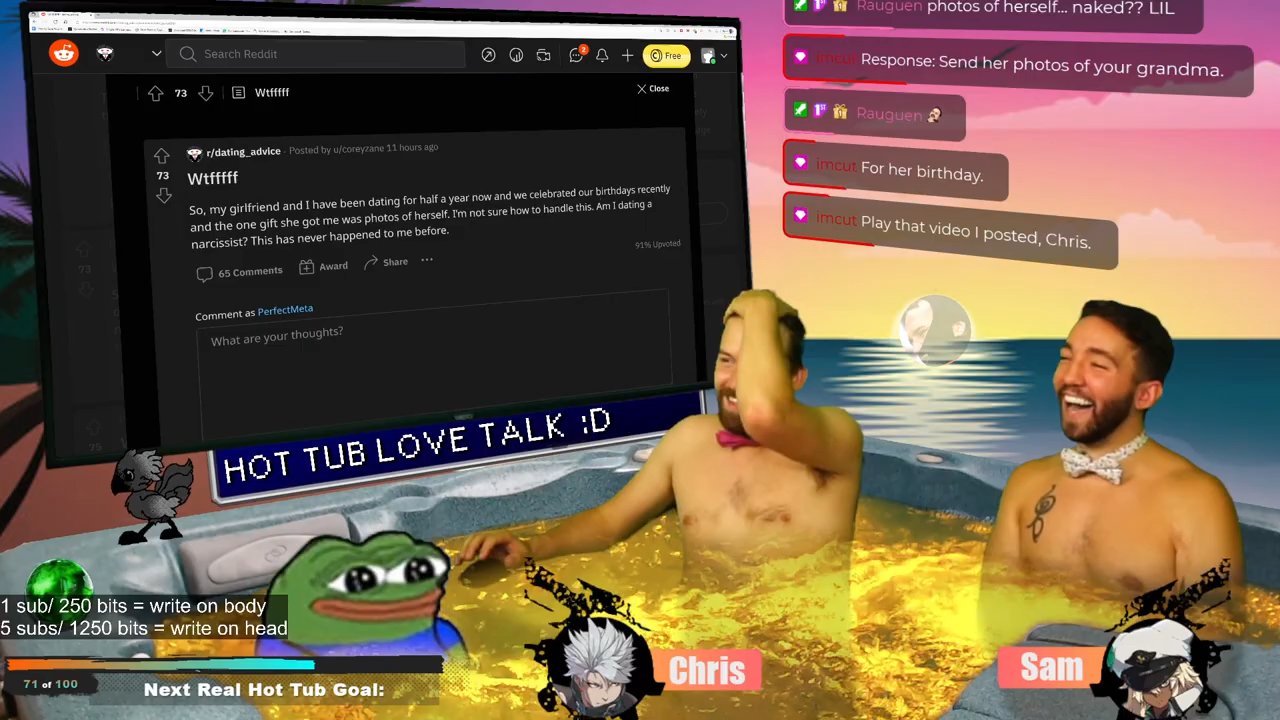 Search Reddit
2
Free
73
Wtfffff
Close
r/dating_advice · Posted by u/coreyzane 11 hours ago
73
Wtfffff
So, my girlfriend and I have been dating for half a year now and we celebrated our birthdays recently
and the one gift she got me was photos of herself. I'm not sure how to handle this. Am I dating a
narcissist? This has never happened to me before.
91% Upvoted
65 Comments
Award
Share
Comment as PerfectMeta
What are your thoughts?
HOT TUB LOVE TALK :D
Rauguen photos of herself... naked?? LIL
imcut Response: Send her photos of your grandma.
Rauguen
imcut For her birthday.
imcut Play that video I posted, Chris.
1 sub/ 250 bits = write on body
5 subs/ 1250 bits = write on head
71 of 100
Next Real Hot Tub Goal:
Chris
Sam